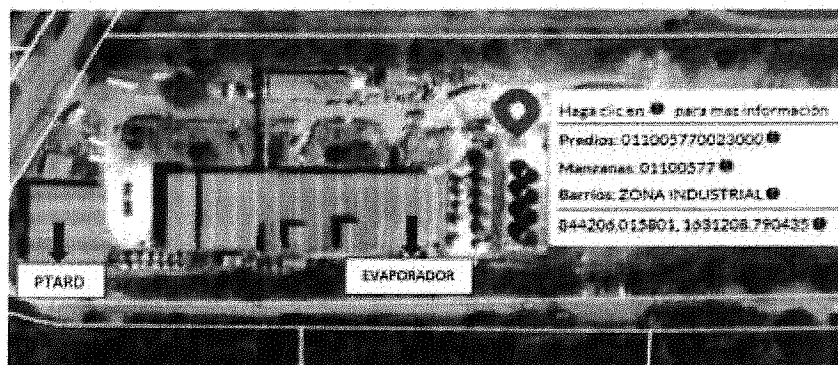 Haga clic en para mas información
Predios: 011005770023000
Manzanas: 01100577
Barrios: ZONA INDUSTRIAL
844206.015801, 1631208.790435
PTARD
EVAPORADOR